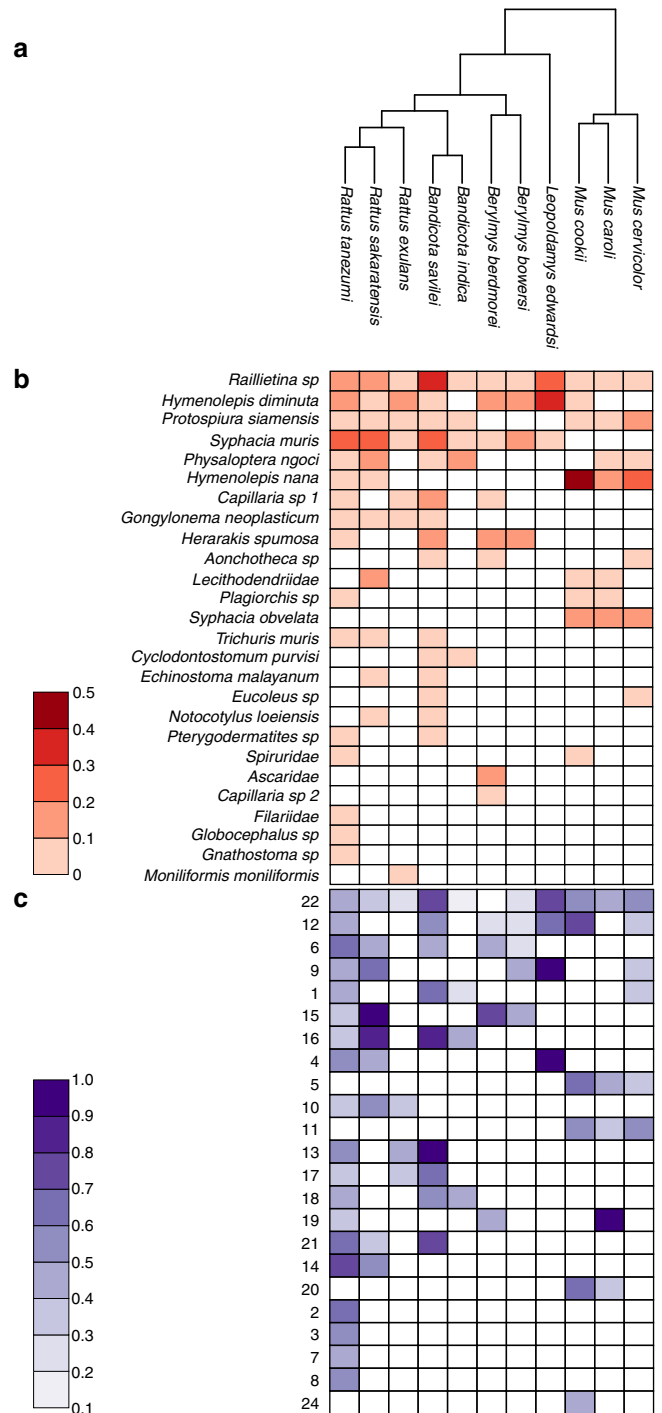 a
Rattus tanezumi
Rattus sakaratensis
Rattus exulans
Bandicota savilei
Bandicota indica
Berylmys berdmorei
Berylmys bowersi
Leopoldamys edwardsi
Mus cookii
Mus caroli
Mus cervicolor
b
Raillietina sp
Hymenolepis diminuta
Protospiura siamensis
Syphacia muris
Physaloptera ngoci
Hymenolepis nana
Capillaria sp 1
Gongylonema neoplasticum
Herarakis spumosa
Aonchotheca sp
Lecithodendriidae
Plagiorchis sp
Syphacia obvelata
Trichuris muris
Cyclodontostomum purvisi
Echinostoma malayanum
Eucoleus sp
Notocotylus loeiensis
Pterygodermatites sp
Spiruridae
Ascaridae
Capillaria sp 2
Filariidae
Globocephalus sp
Gnathostoma sp
Moniliformis moniliformis
0.5
0.4
0.3
0.2
0.1
0
c
22
12
6
9
1
15
16
4
5
10
11
13
17
18
19
21
14
20
2
3
7
8
24
1.0
0.9
0.8
0.7
0.6
0.5
0.4
0.3
0.2
0.1